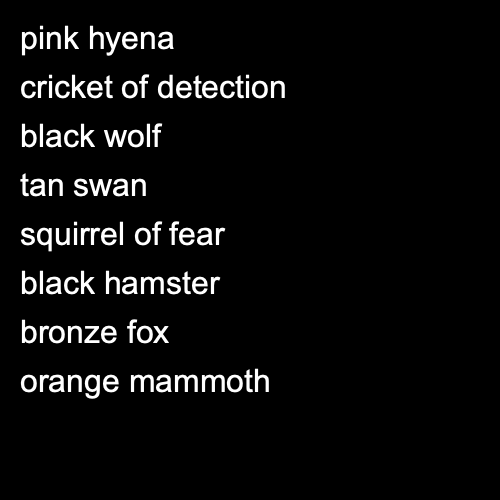 pink hyena
cricket of detection
black wolf
tan swan
squirrel of fear
black hamster
bronze fox
orange mammoth